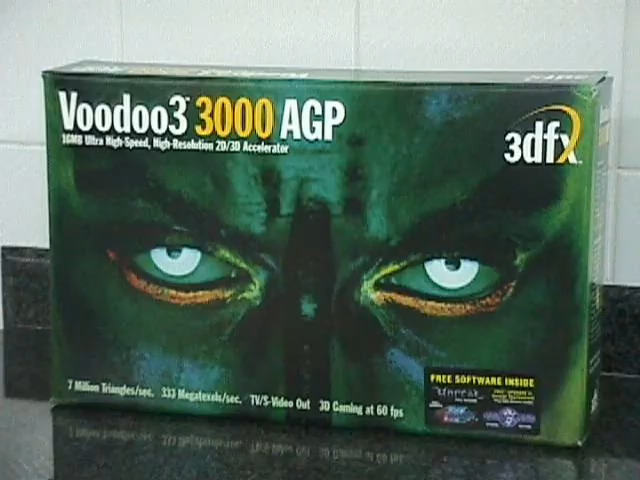 Voodoo3™ 3000 AGP
16MB Ultra High-Speed, High-Resolution 2D/3D Accelerator
3dfx
7 Million Triangles/sec. 333 Megatexels/sec. TV/S-Video Out 3D Gaming at 60 fps
FREE SOFTWARE INSIDE
Unreal